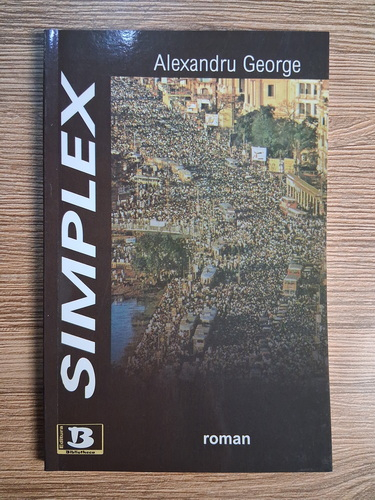 Alexandru George
SIMPLEX
roman
Editura
B
Bibliotheca